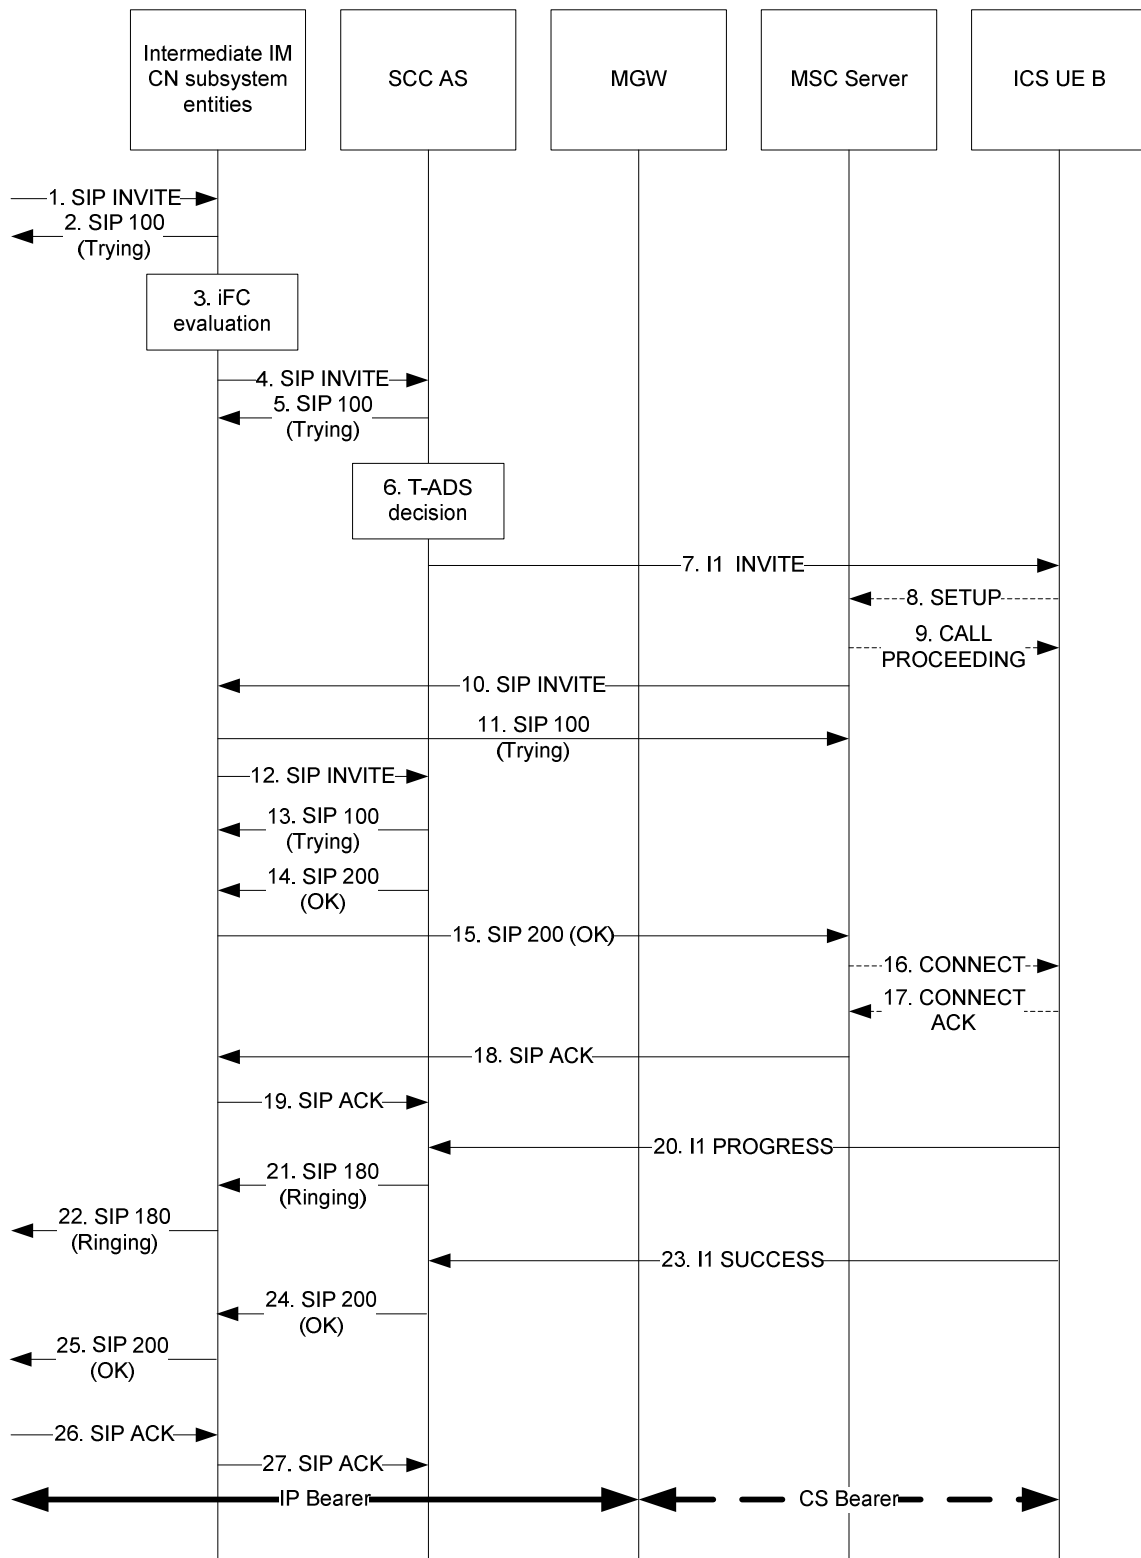 Intermediate IM
CN subsystem
entities
SCC AS
MGW
MSC Server
ICS UE B
1. SIP INVITE
2. SIP 100
(Trying)
3. iFC
evaluation
4. SIP INVITE
5. SIP 100
(Trying)
6. T-ADS
decision
7. I1 INVITE
8. SETUP
9. CALL
PROCEEDING
10. SIP INVITE
11. SIP 100
(Trying)
12. SIP INVITE
13. SIP 100
(Trying)
14. SIP 200
(OK)
15. SIP 200 (OK)
16. CONNECT
17. CONNECT
ACK
18. SIP ACK
19. SIP ACK
20. I1 PROGRESS
21. SIP 180
(Ringing)
22. SIP 180
(Ringing)
23. I1 SUCCESS
24. SIP 200
(OK)
25. SIP 200
(OK)
26. SIP ACK
27. SIP ACK
IP Bearer
CS Bearer